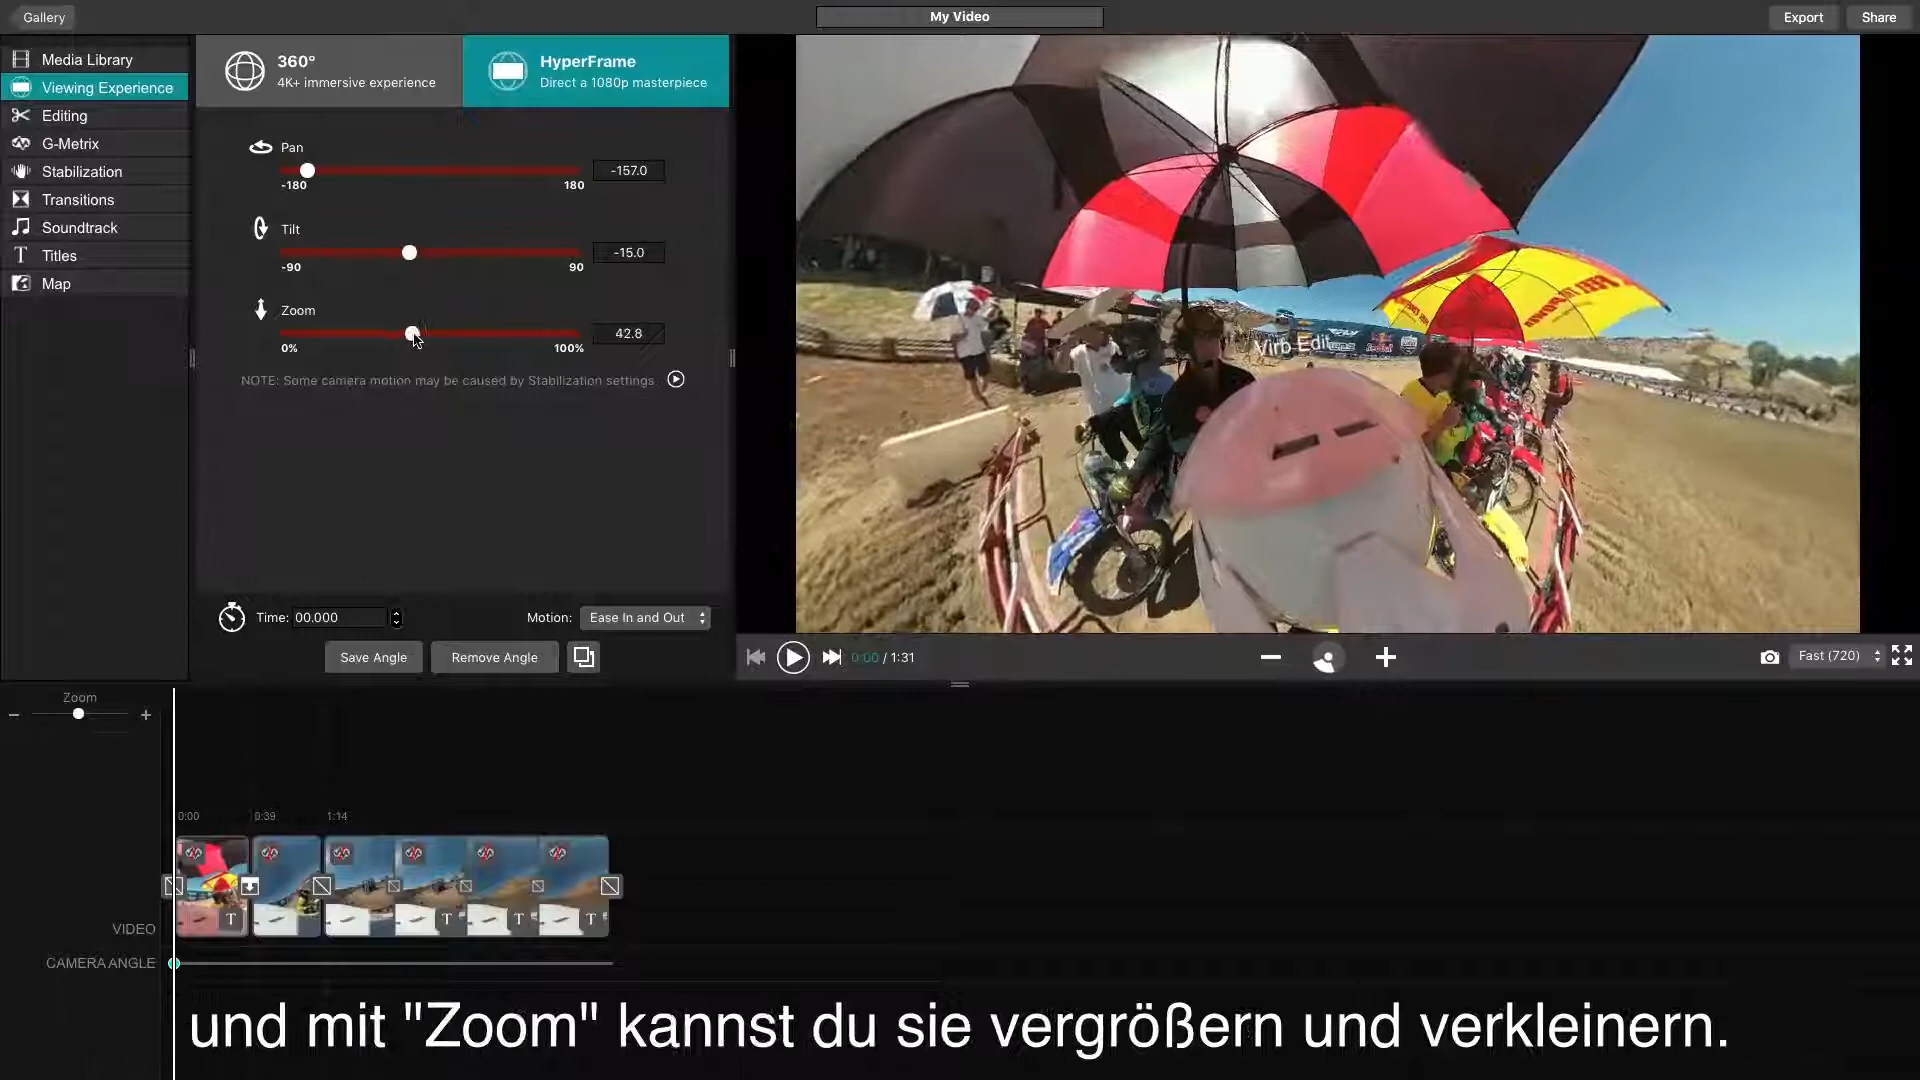 Gallery
My Video
Export
Share
Media Library
Viewing Experience
Editing
G-Metrix
Stabilization
Transitions
Soundtrack
Titles
Map
360°
4K+ immersive experience
HyperFrame
Direct a 1080p masterpiece
Pan
-157.0
-180
180
Tilt
-15.0
-90
90
Zoom
42.8
0%
100%
NOTE: Some camera motion may be caused by Stabilization settings
Virb Edit
Time: 00.000
Motion: Ease In and Out
Save Angle
Remove Angle
0:00 / 1:31
Fast (720)
Zoom
0:00
0:39
1:14
T
T
T
T
VIDEO
CAMERA ANGLE
und mit "Zoom" kannst du sie vergrößern und verkleinern.